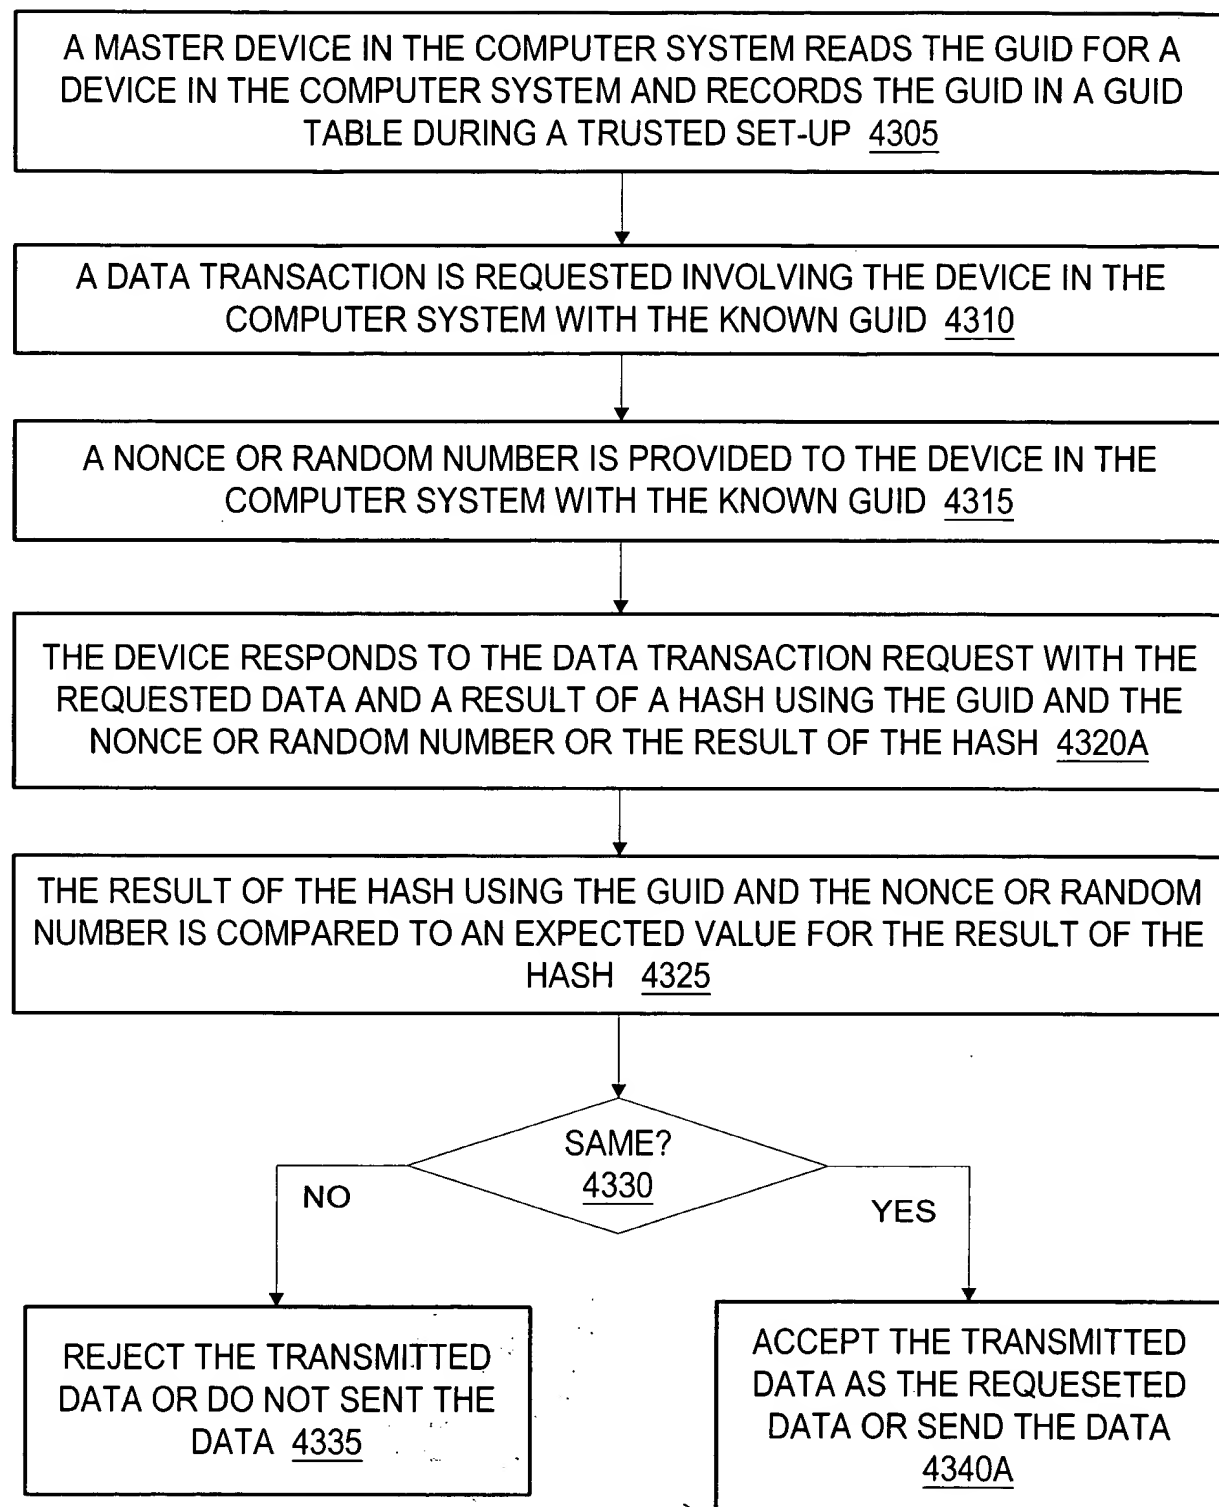 A MASTER DEVICE IN THE COMPUTER SYSTEM READS THE GUID FOR A
DEVICE IN THE COMPUTER SYSTEM AND RECORDS THE GUID IN A GUID
TABLE DURING A TRUSTED SET-UP 4305
A DATA TRANSACTION IS REQUESTED INVOLVING THE DEVICE IN THE
COMPUTER SYSTEM WITH THE KNOWN GUID 4310
A NONCE OR RANDOM NUMBER IS PROVIDED TO THE DEVICE IN THE
COMPUTER SYSTEM WITH THE KNOWN GUID 4315
THE DEVICE RESPONDS TO THE DATA TRANSACTION REQUEST WITH THE
REQUESTED DATA AND A RESULT OF A HASH USING THE GUID AND THE
NONCE OR RANDOM NUMBER OR THE RESULT OF THE HASH 4320A
THE RESULT OF THE HASH USING THE GUID AND THE NONCE OR RANDOM
NUMBER IS COMPARED TO AN EXPECTED VALUE FOR THE RESULT OF THE
HASH 4325
SAME?
4330
NO
YES
REJECT THE TRANSMITTED
DATA OR DO NOT SENT THE
DATA 4335
ACCEPT THE TRANSMITTED
DATA AS THE REQUESETED
DATA OR SEND THE DATA
4340A